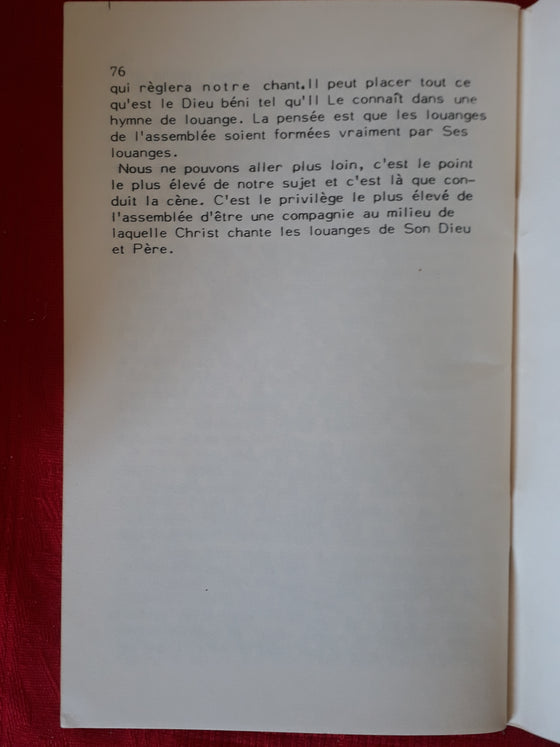 76
qui règlera notre chant.Il peut placer tout ce
qu'est le Dieu béni tel qu'Il Le connaît dans une
hymne de louange. La pensée est que les louanges
de l'assemblée soient formées vraiment par Ses
louanges.
Nous ne pouvons aller plus loin, c'est le point
le plus élevé de notre sujet et c'est là que con-
duit la cène. C'est le privilège le plus élevé de
l'assemblée d'être une compagnie au milieu de
laquelle Christ chante les louanges de Son Dieu
et Père.